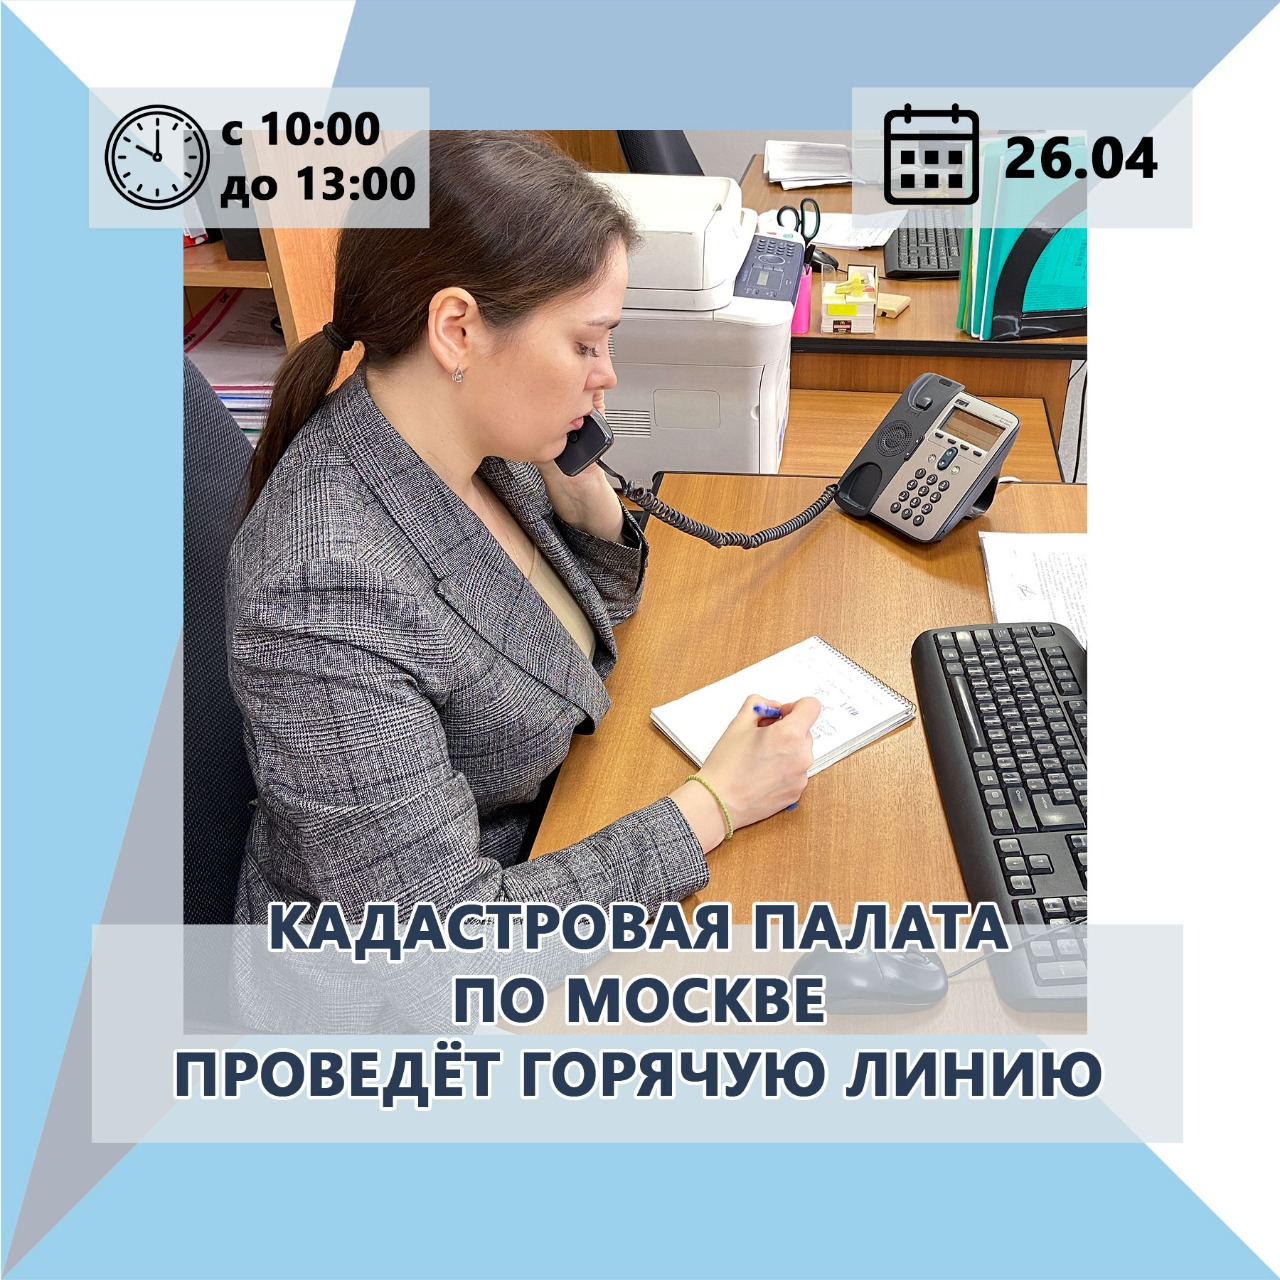 с 10:00
до 13:00
26.04
КАДАСТРОВАЯ ПАЛАТА
ПО МОСКВЕ
ПРОВЕДЁТ ГОРЯЧУЮ ЛИНИЮ